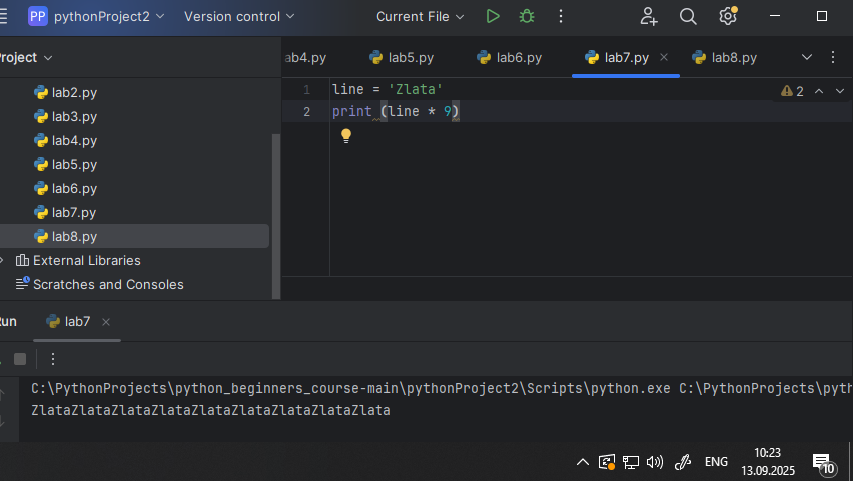 PP pythonProject2 Version control Current File
Project
ab4.py lab5.py lab6.py lab7.py lab8.py
lab2.py
lab3.py
lab4.py
lab5.py
lab6.py
lab7.py
lab8.py
External Libraries
Scratches and Consoles
1 line = 'Zlata'
2 print (line * 9)
2
Run lab7
C:\PythonProjects\python_beginners_course-main\pythonProject2\Scripts\python.exe C:\PythonProjects\pyth
ZlataZlataZlataZlataZlataZlataZlataZlataZlata
ENG
10:23
13.09.2025
10